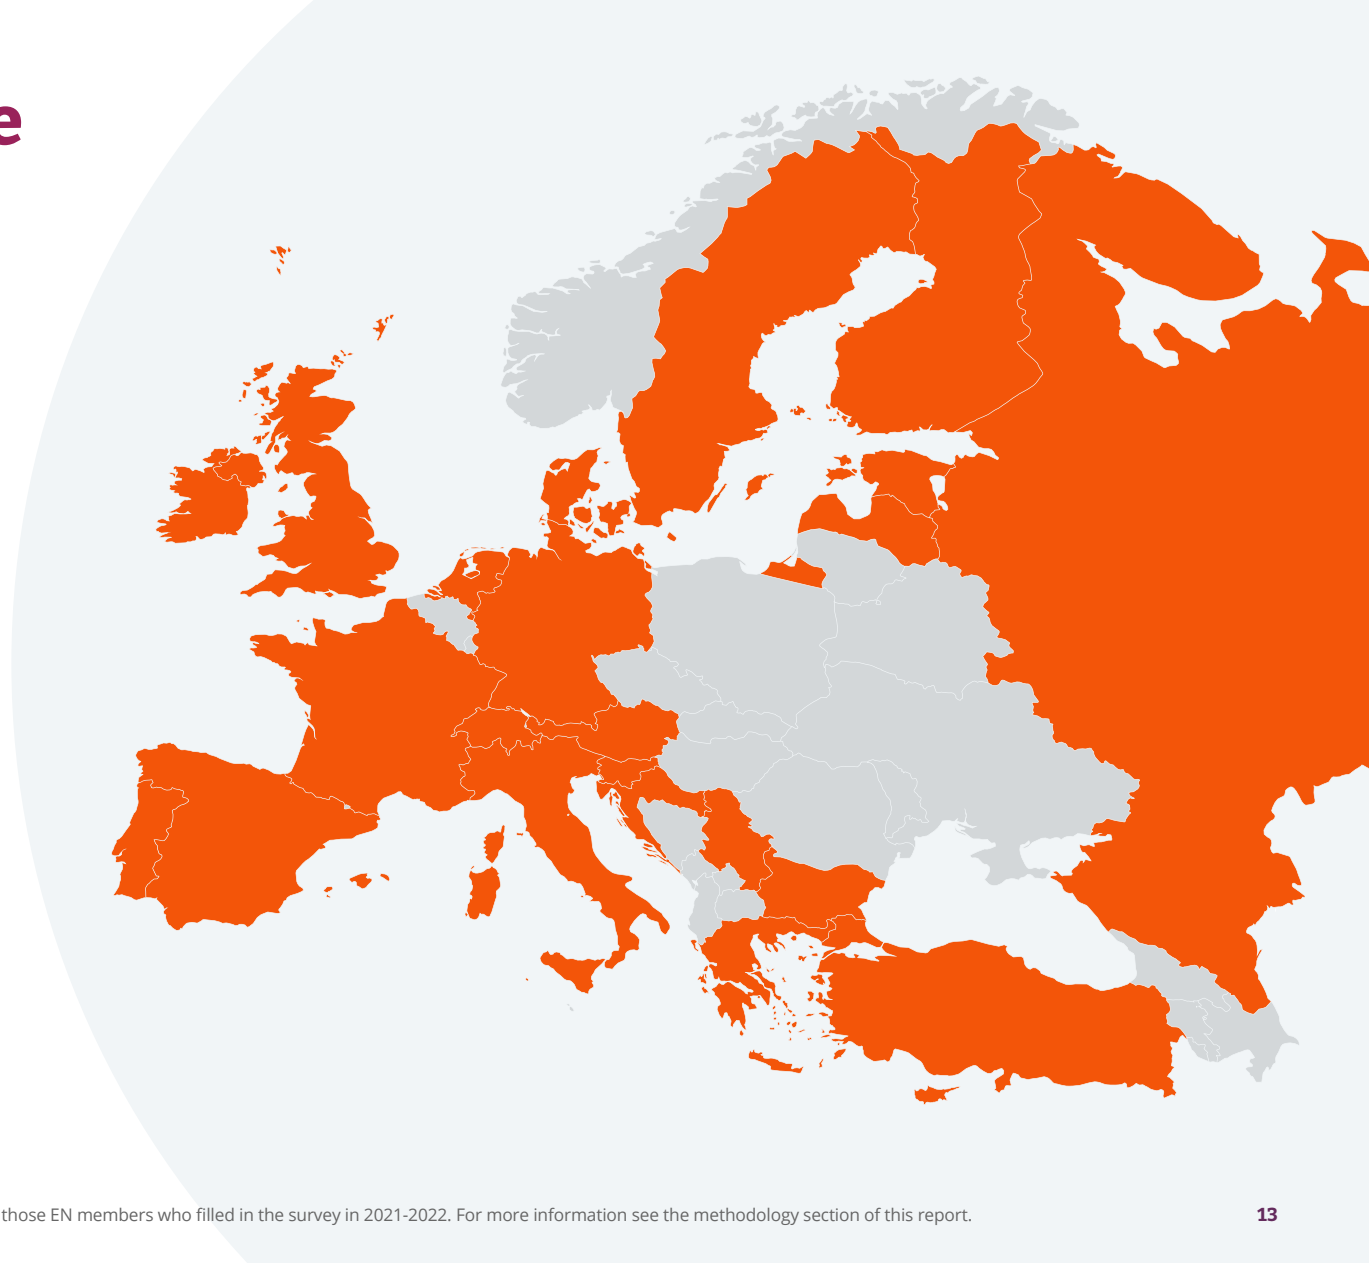 e
those EN members who filled in the survey in 2021-2022. For more information see the methodology section of this report.
13